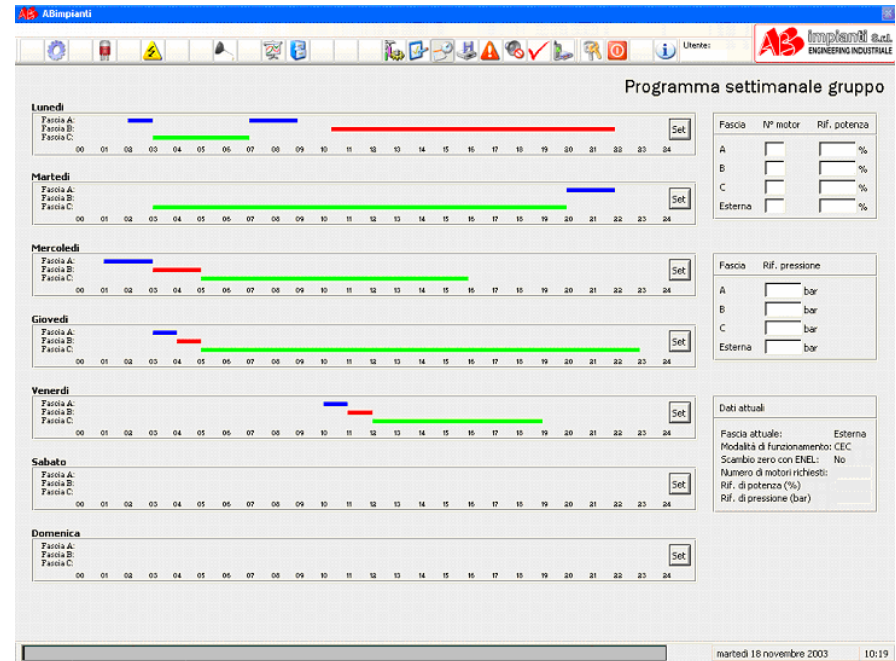 ABimpianti
Utente:
AB impianti S.r.l.
ENGINEERING INDUSTRIALE
Programma settimanale gruppo
Lunedì
Fascia A:
Fascia B:
Fascia C:
Set
00 01 02 03 04 05 06 07 08 09 10 11 12 13 14 15 16 17 18 19 20 21 22 23 24
Martedì
Fascia A:
Fascia B:
Fascia C:
Set
00 01 02 03 04 05 06 07 08 09 10 11 12 13 14 15 16 17 18 19 20 21 22 23 24
Mercoledì
Fascia A:
Fascia B:
Fascia C:
Set
00 01 02 03 04 05 06 07 08 09 10 11 12 13 14 15 16 17 18 19 20 21 22 23 24
Giovedì
Fascia A:
Fascia B:
Fascia C:
Set
00 01 02 03 04 05 06 07 08 09 10 11 12 13 14 15 16 17 18 19 20 21 22 23 24
Venerdì
Fascia A:
Fascia B:
Fascia C:
Set
00 01 02 03 04 05 06 07 08 09 10 11 12 13 14 15 16 17 18 19 20 21 22 23 24
Sabato
Fascia A:
Fascia B:
Fascia C:
Set
00 01 02 03 04 05 06 07 08 09 10 11 12 13 14 15 16 17 18 19 20 21 22 23 24
Domenica
Fascia A:
Fascia B:
Fascia C:
Set
00 01 02 03 04 05 06 07 08 09 10 11 12 13 14 15 16 17 18 19 20 21 22 23 24
Fascia N° motor Rif. potenza
A %
B %
C %
Esterna %
Fascia Rif. pressione
A bar
B bar
C bar
Esterna bar
Dati attuali
Fascia attuale: Esterna
Modalità di funzionamento: CEC
Scambio zero con ENEL: No
Numero di motori richiesti:
Rif. di potenza (%)
Rif. di pressione (bar)
martedì 18 novembre 2003 10:19